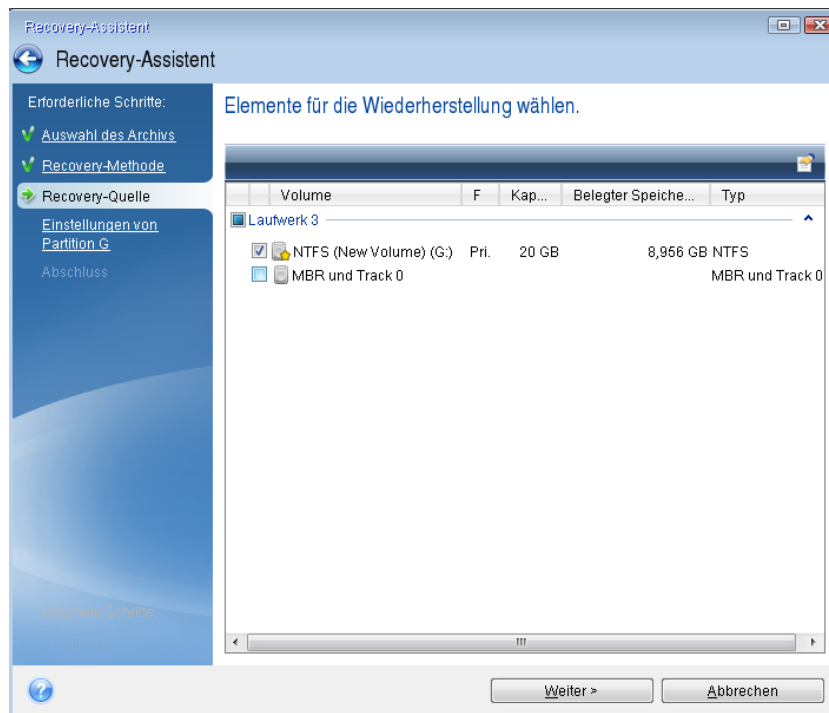 Recovery-Assistent
Recovery-Assistent
Erforderliche Schritte:
Auswahl des Archivs
Recovery-Methode
Recovery-Quelle
Einstellungen von
Partition G
Abschluss
Elemente für die Wiederherstellung wählen.
Volume F Kap... Belegter Speiche... Typ
Laufwerk 3
NTFS (New Volume) (G:) Pri. 20 GB 8,956 GB NTFS
MBR und Track 0 MBR und Track 0
Weiter > Abbrechen